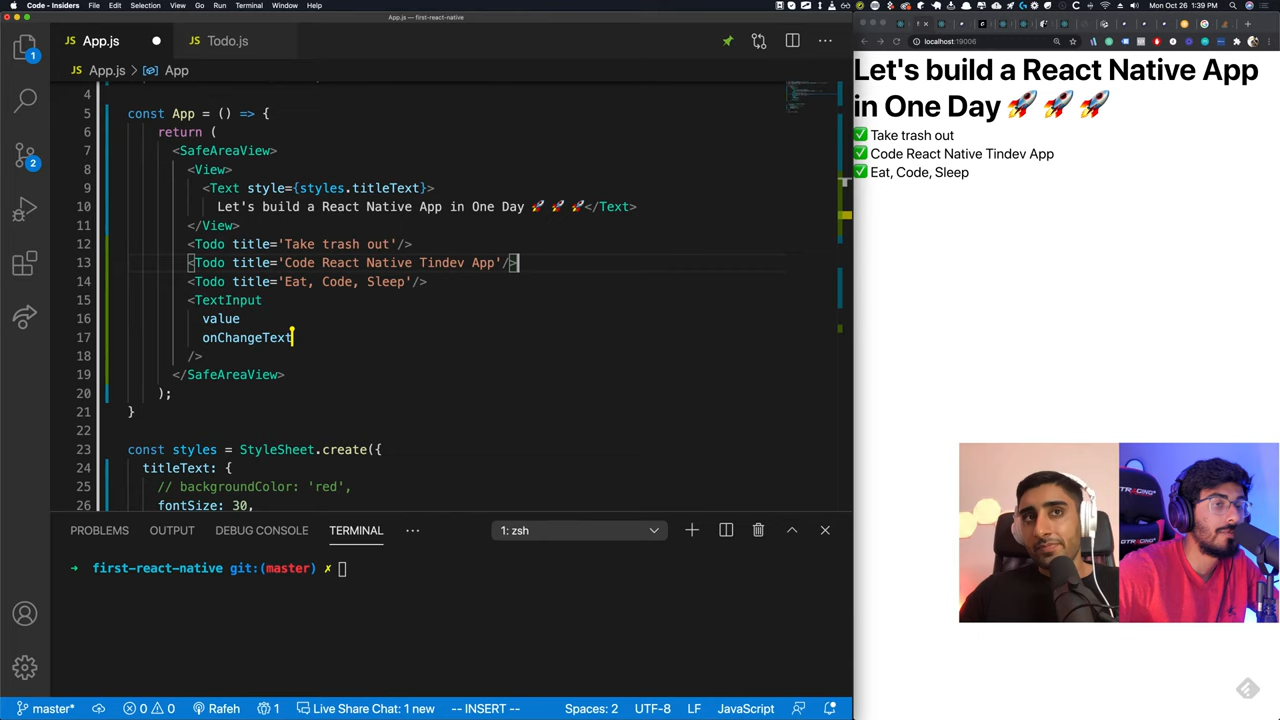 Code - Insiders File Edit Selection View Go Run Terminal Window Help
Mon Oct 26 1:39 PM
App.js — first-react-native
localhost:19006
App.js
Todo.js
App.js > App
4
5 const App = () => {
6 return (
7 <SafeAreaView>
8 <View>
9 <Text style={styles.titleText}>
10 Let's build a React Native App in One Day 🚀 🚀 🚀</Text>
11 </View>
12 <Todo title='Take trash out'/>
13 <Todo title='Code React Native Tindev App'/>
14 <Todo title='Eat, Code, Sleep'/>
15 <TextInput
16 value
17 onChangeText
18 />
19 </SafeAreaView>
20 );
21 }
22
23 const styles = StyleSheet.create({
24 titleText: {
25 // backgroundColor: 'red',
26 fontSize: 30,
1
2
PROBLEMS OUTPUT DEBUG CONSOLE TERMINAL
1: zsh
→ first-react-native git:(master) ✗
master* Rafeh 1 Live Share Chat: 1 new -- INSERT --
0 0
Spaces: 2 UTF-8 LF JavaScript
Let's build a React Native App
in One Day 🚀 🚀 🚀
✅ Take trash out
✅ Code React Native Tindev App
✅ Eat, Code, Sleep
GTRACING
GTRACING